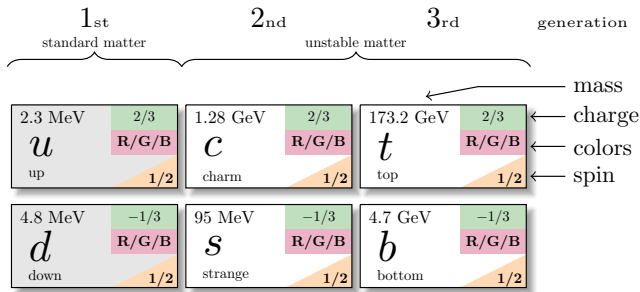 1st 2nd 3rd generation
standard matter unstable matter
mass
2.3 MeV 2/3 1.28 GeV 2/3 173.2 GeV 2/3 charge
u R/G/B c R/G/B t R/G/B colors
up 1/2 charm 1/2 top 1/2 spin
4.8 MeV −1/3 95 MeV −1/3 4.7 GeV −1/3
d R/G/B s R/G/B b R/G/B
down 1/2 strange 1/2 bottom 1/2